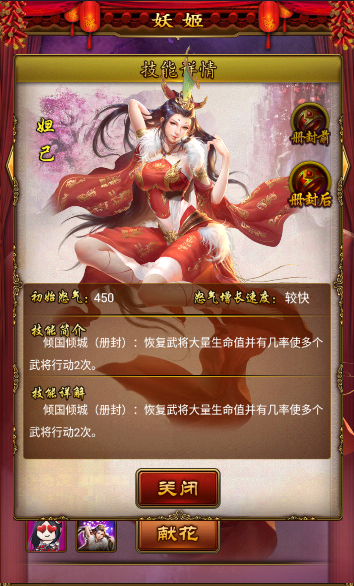 妖姬
技能详情
妲己
册封前
册封后
初始怒气：450 怒气增长速度：较快
技能简介
倾国倾城（册封）：恢复武将大量生命值并有几率使多个
武将行动2次。
技能详解
倾国倾城（册封）：恢复武将大量生命值并有几率使多个
武将行动2次。
关闭
献花